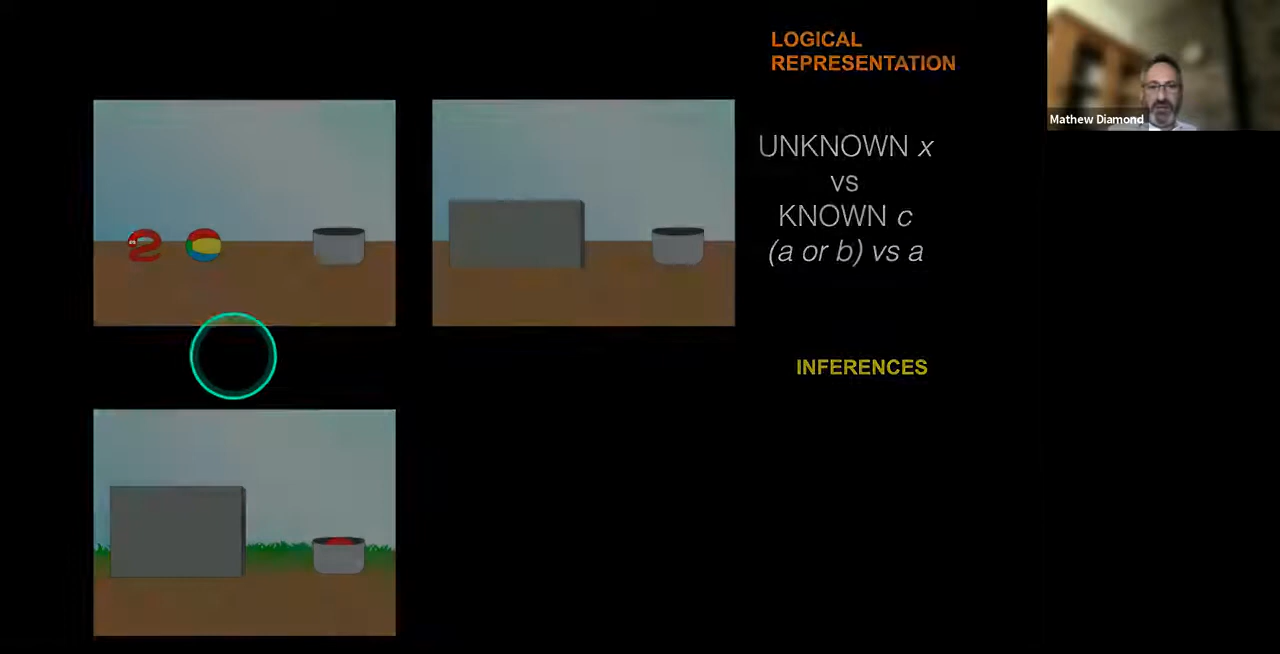 LOGICAL
REPRESENTATION
UNKNOWN x
vs
KNOWN c
(a or b) vs a
INFERENCES
Mathew Diamond